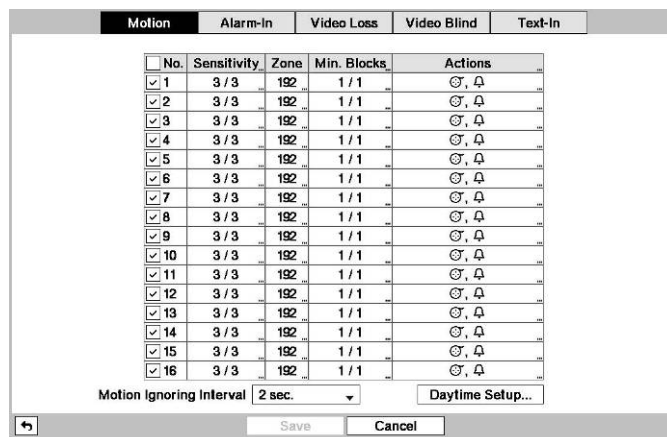 Motion Alarm-In Video Loss Video Blind Text-In
No. Sensitivity Zone Min. Blocks Actions
1 3 / 3 192 1 / 1 ,
2 3 / 3 192 1 / 1 ,
3 3 / 3 192 1 / 1 ,
4 3 / 3 192 1 / 1 ,
5 3 / 3 192 1 / 1 ,
6 3 / 3 192 1 / 1 ,
7 3 / 3 192 1 / 1 ,
8 3 / 3 192 1 / 1 ,
9 3 / 3 192 1 / 1 ,
10 3 / 3 192 1 / 1 ,
11 3 / 3 192 1 / 1 ,
12 3 / 3 192 1 / 1 ,
13 3 / 3 192 1 / 1 ,
14 3 / 3 192 1 / 1 ,
15 3 / 3 192 1 / 1 ,
16 3 / 3 192 1 / 1 ,
Motion Ignoring Interval 2 sec. Daytime Setup...
Save Cancel